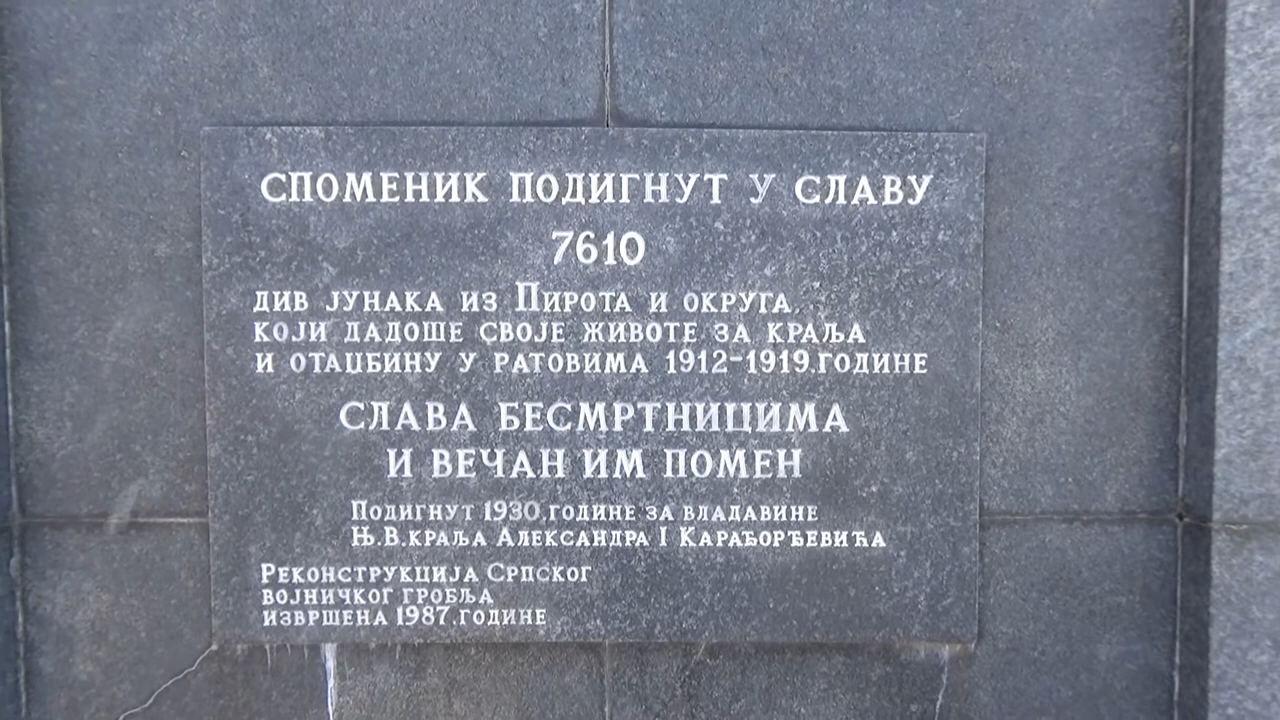 СПОМЕНИК ПОДИГНУТ У СЛАВУ
7610
ДИВ ЈУНАКА ИЗ ПИРОТА И ОКРУГА,
КОЈИ ДАДОШЕ СВОЈЕ ЖИВОТЕ ЗА КРАЉА
И ОТАЏБИНУ У РАТОВИМА 1912-1919.ГОДИНЕ
СЛАВА БЕСМРТНИЦИМА
И ВЕЧАН ИМ ПОМЕН
ПОДИГНУТ 1930.ГОДИНЕ ЗА ВЛАДАВИНЕ
Њ.В.КРАЉА АЛЕКСАНДРА I КАРАЂОРЂЕВИЋА
РЕКОНСТРУКЦИЈА СРПСКОГ
ВОЈНИЧКОГ ГРОБЉА
ИЗВРШЕНА 1987.ГОДИНЕ